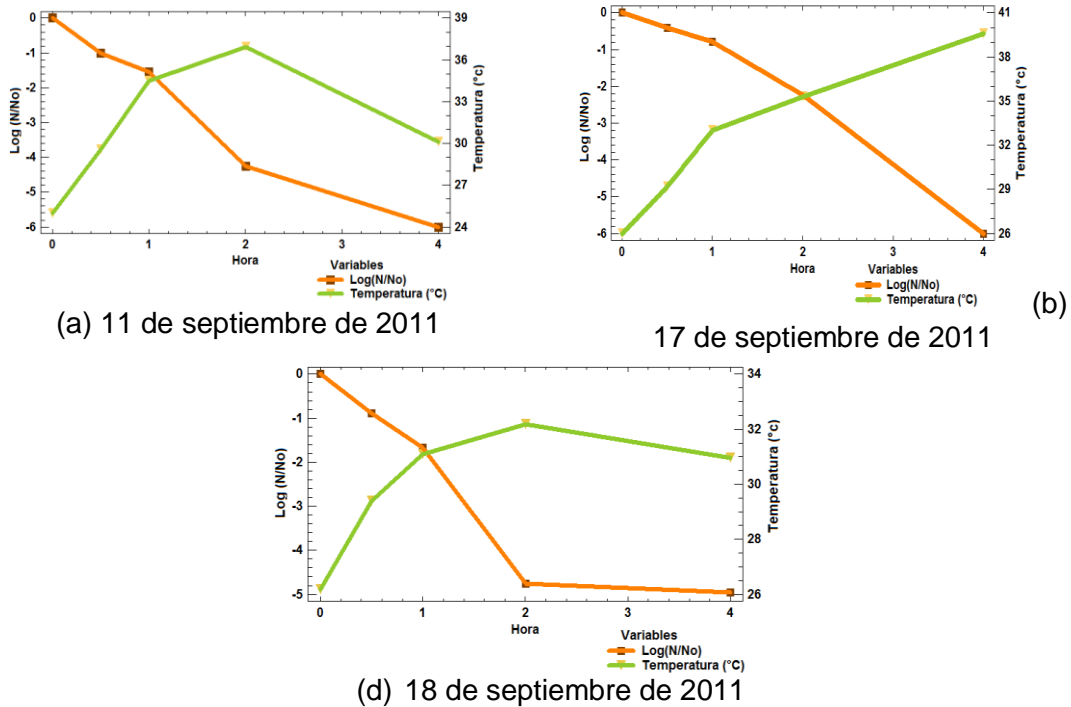 0
-1
-2
-3
-4
-5
-6
Log (N/No)
39
36
33
30
27
24
Temperatura (°c)
0 1 2 3 4
Hora
Variables
Log(N/No)
Temperatura (°C)
(a) 11 de septiembre de 2011
0
-1
-2
-3
-4
-5
-6
Log (N/No)
41
38
35
32
29
26
Temperatura (°c)
0 1 2 3 4
Hora
Variables
Log(N/No)
Temperatura (°C)
(b)
17 de septiembre de 2011
0
-1
-2
-3
-4
-5
Log (N/No)
34
32
30
28
26
Temperatura (°c)
0 1 2 3 4
Hora
Variables
Log(N/No)
Temperatura (°C)
(d) 18 de septiembre de 2011